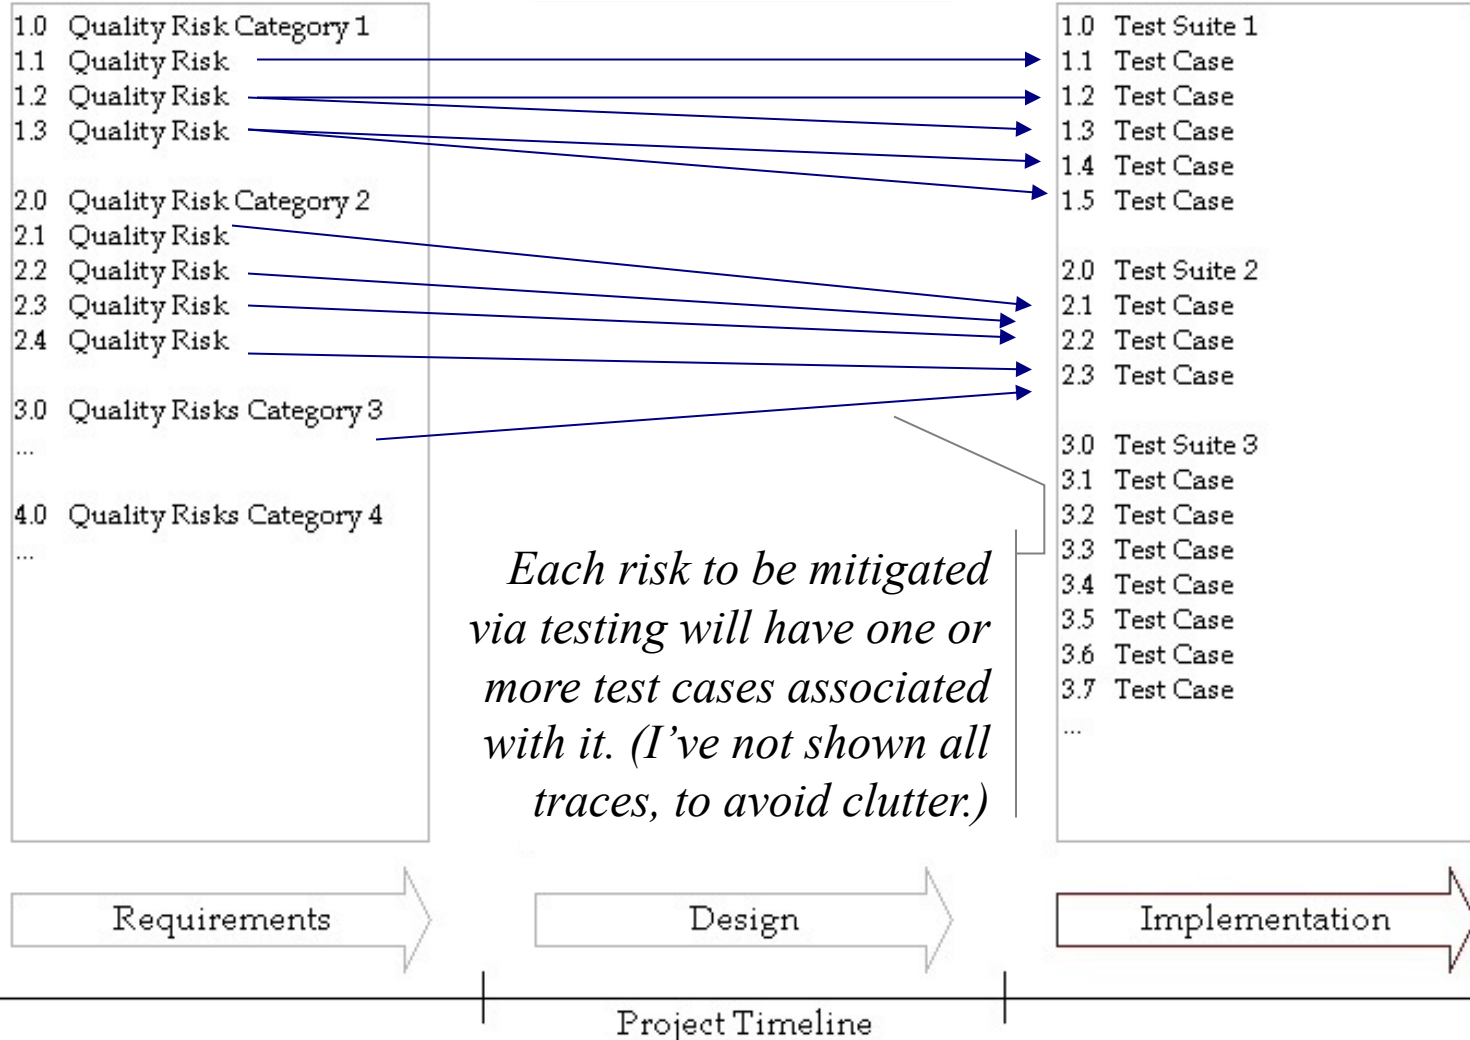 1.0 Quality Risk Category 1
1.1 Quality Risk
1.2 Quality Risk
1.3 Quality Risk
2.0 Quality Risk Category 2
2.1 Quality Risk
2.2 Quality Risk
2.3 Quality Risk
2.4 Quality Risk
3.0 Quality Risks Category 3
...
4.0 Quality Risks Category 4
...
Each risk to be mitigated
via testing will have one or
more test cases associated
with it. (I’ve not shown all
traces, to avoid clutter.)
1.0 Test Suite 1
1.1 Test Case
1.2 Test Case
1.3 Test Case
1.4 Test Case
1.5 Test Case
2.0 Test Suite 2
2.1 Test Case
2.2 Test Case
2.3 Test Case
3.0 Test Suite 3
3.1 Test Case
3.2 Test Case
3.3 Test Case
3.4 Test Case
3.5 Test Case
3.6 Test Case
3.7 Test Case
...
Requirements
Design
Implementation
Project Timeline